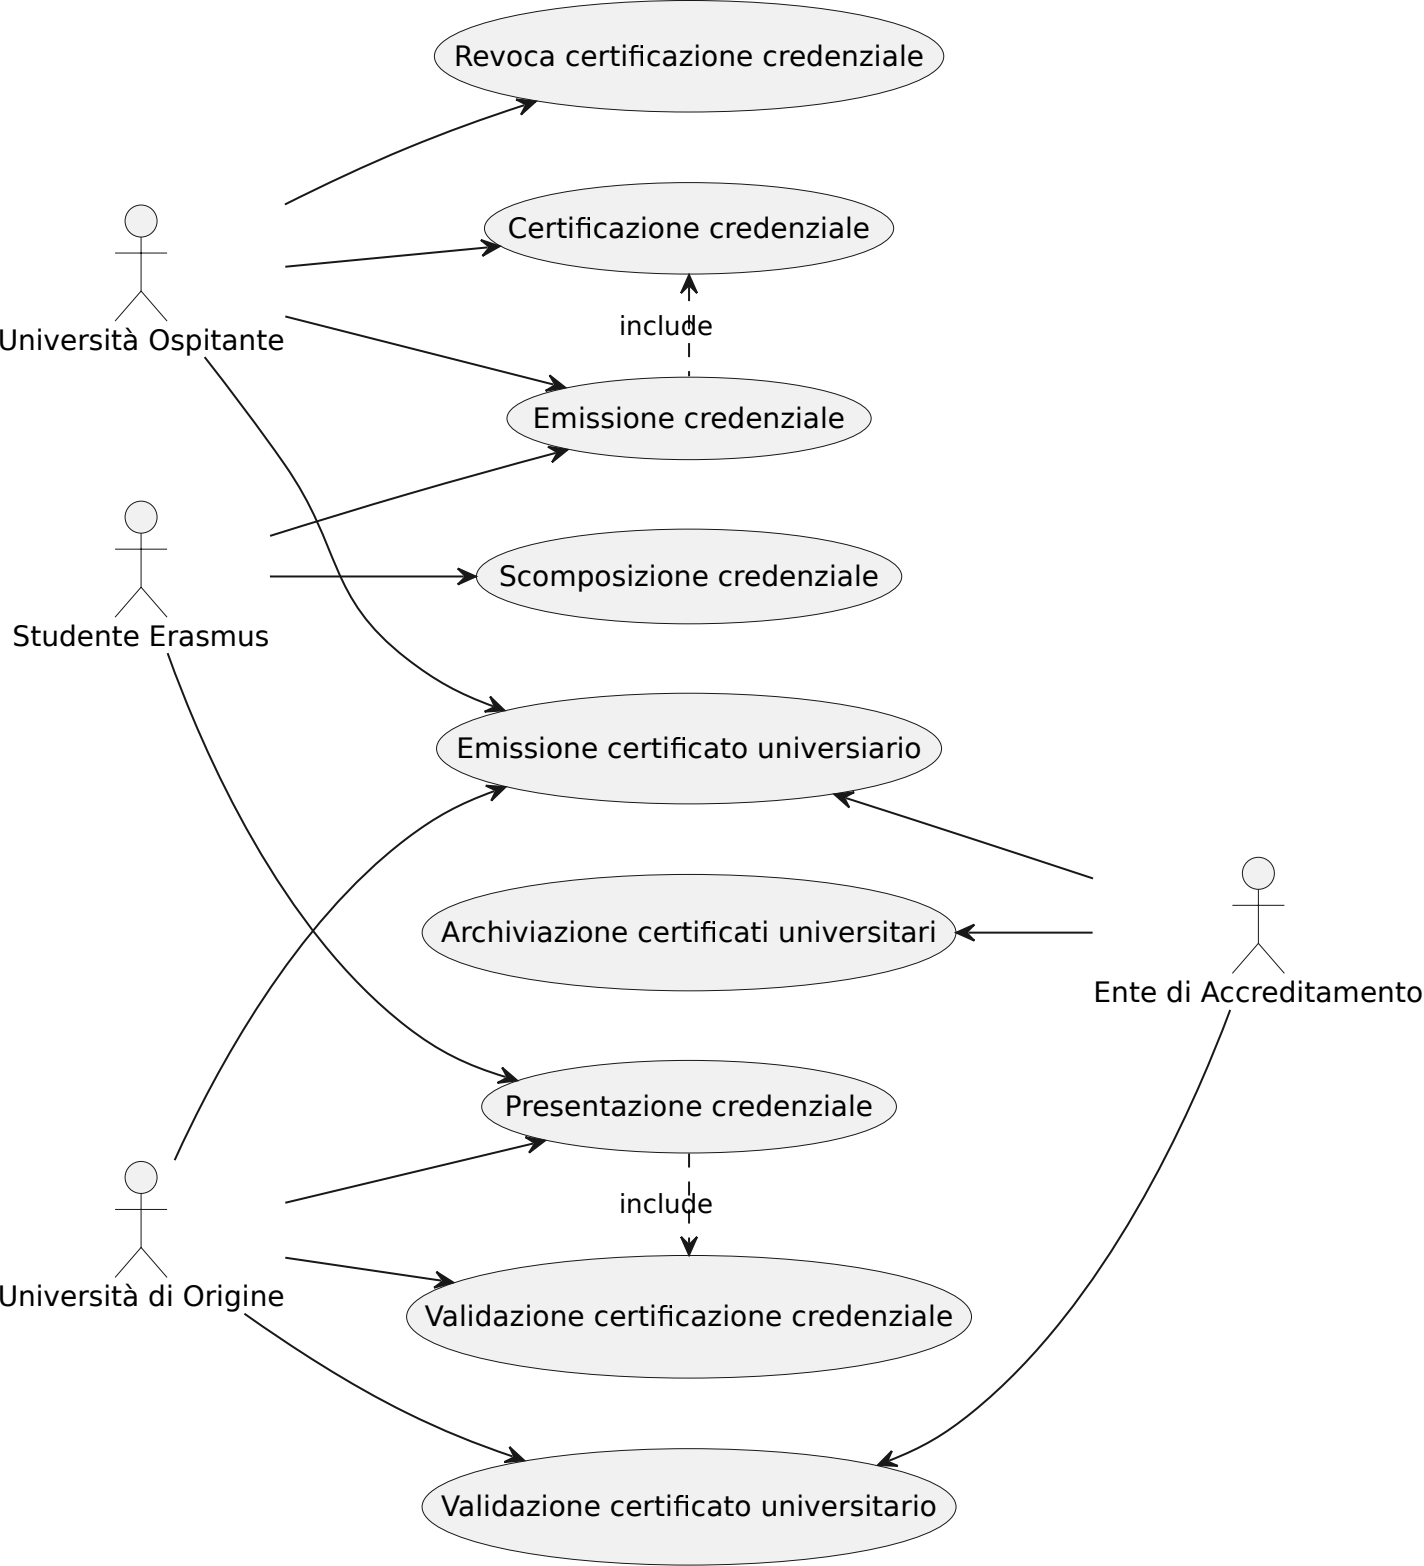 Revoca certificazione credenziale
Certificazione credenziale
include
Università Ospitante
Emissione credenziale
Scomposizione credenziale
Studente Erasmus
Emissione certificato universiario
Archiviazione certificati universitari
Ente di Accreditamento
Presentazione credenziale
include
Università di Origine
Validazione certificazione credenziale
Validazione certificato universitario